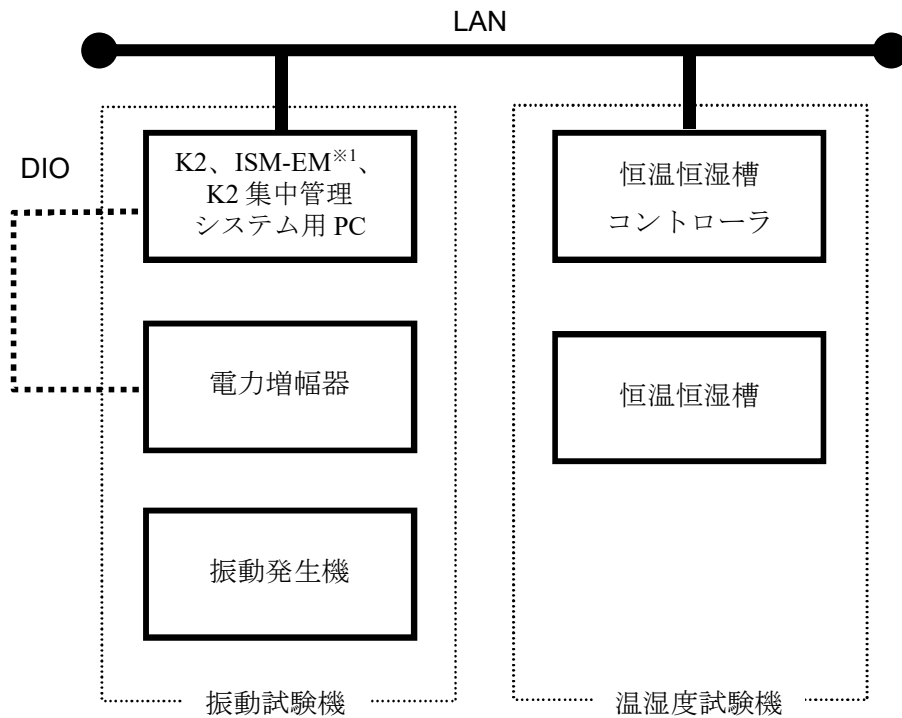 LAN
DIO
K2、ISM-EM※1、
K2 集中管理
システム用 PC
恒温恒湿槽
コントローラ
電力増幅器
恒温恒湿槽
振動発生機
振動試験機
温湿度試験機